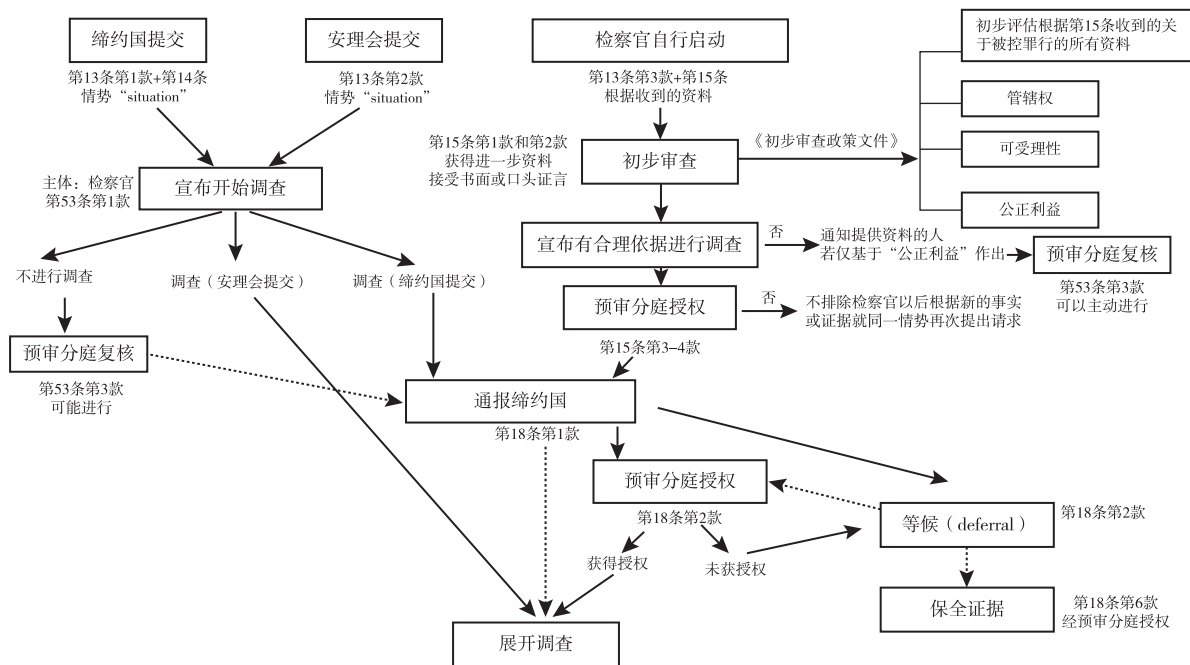 缔约国提交
第13条第1款+第14条
情势“situation”
安理会提交
第13条第2款
情势“situation”
检察官自行启动
第13条第3款+第15条
根据收到的资料
初步评估根据第15条收到的关
于被控罪行的所有资料
管辖权
可受理性
公正利益
第15条第1款和第2款
获得进一步资料
接受书面或口头证言
初步审查
《初步审查政策文件》
主体：检察官
第53条第1款
宣布开始调查
宣布有合理依据进行调查
否
通知提供资料的人
若仅基于“公正利益”作出
预审分庭复核
第53条第3款
可以主动进行
不进行调查
调查（安理会提交）
调查（缔约国提交）
预审分庭授权
否
不排除检察官以后根据新的事实
或证据就同一情势再次提出请求
第15条第3–4款
预审分庭复核
第53条第3款
可能进行
通报缔约国
第18条第1款
预审分庭授权
第18条第2款
等候（deferral）
第18条第2款
获得授权
未获授权
保全证据
第18条第6款
经预审分庭授权
展开调查